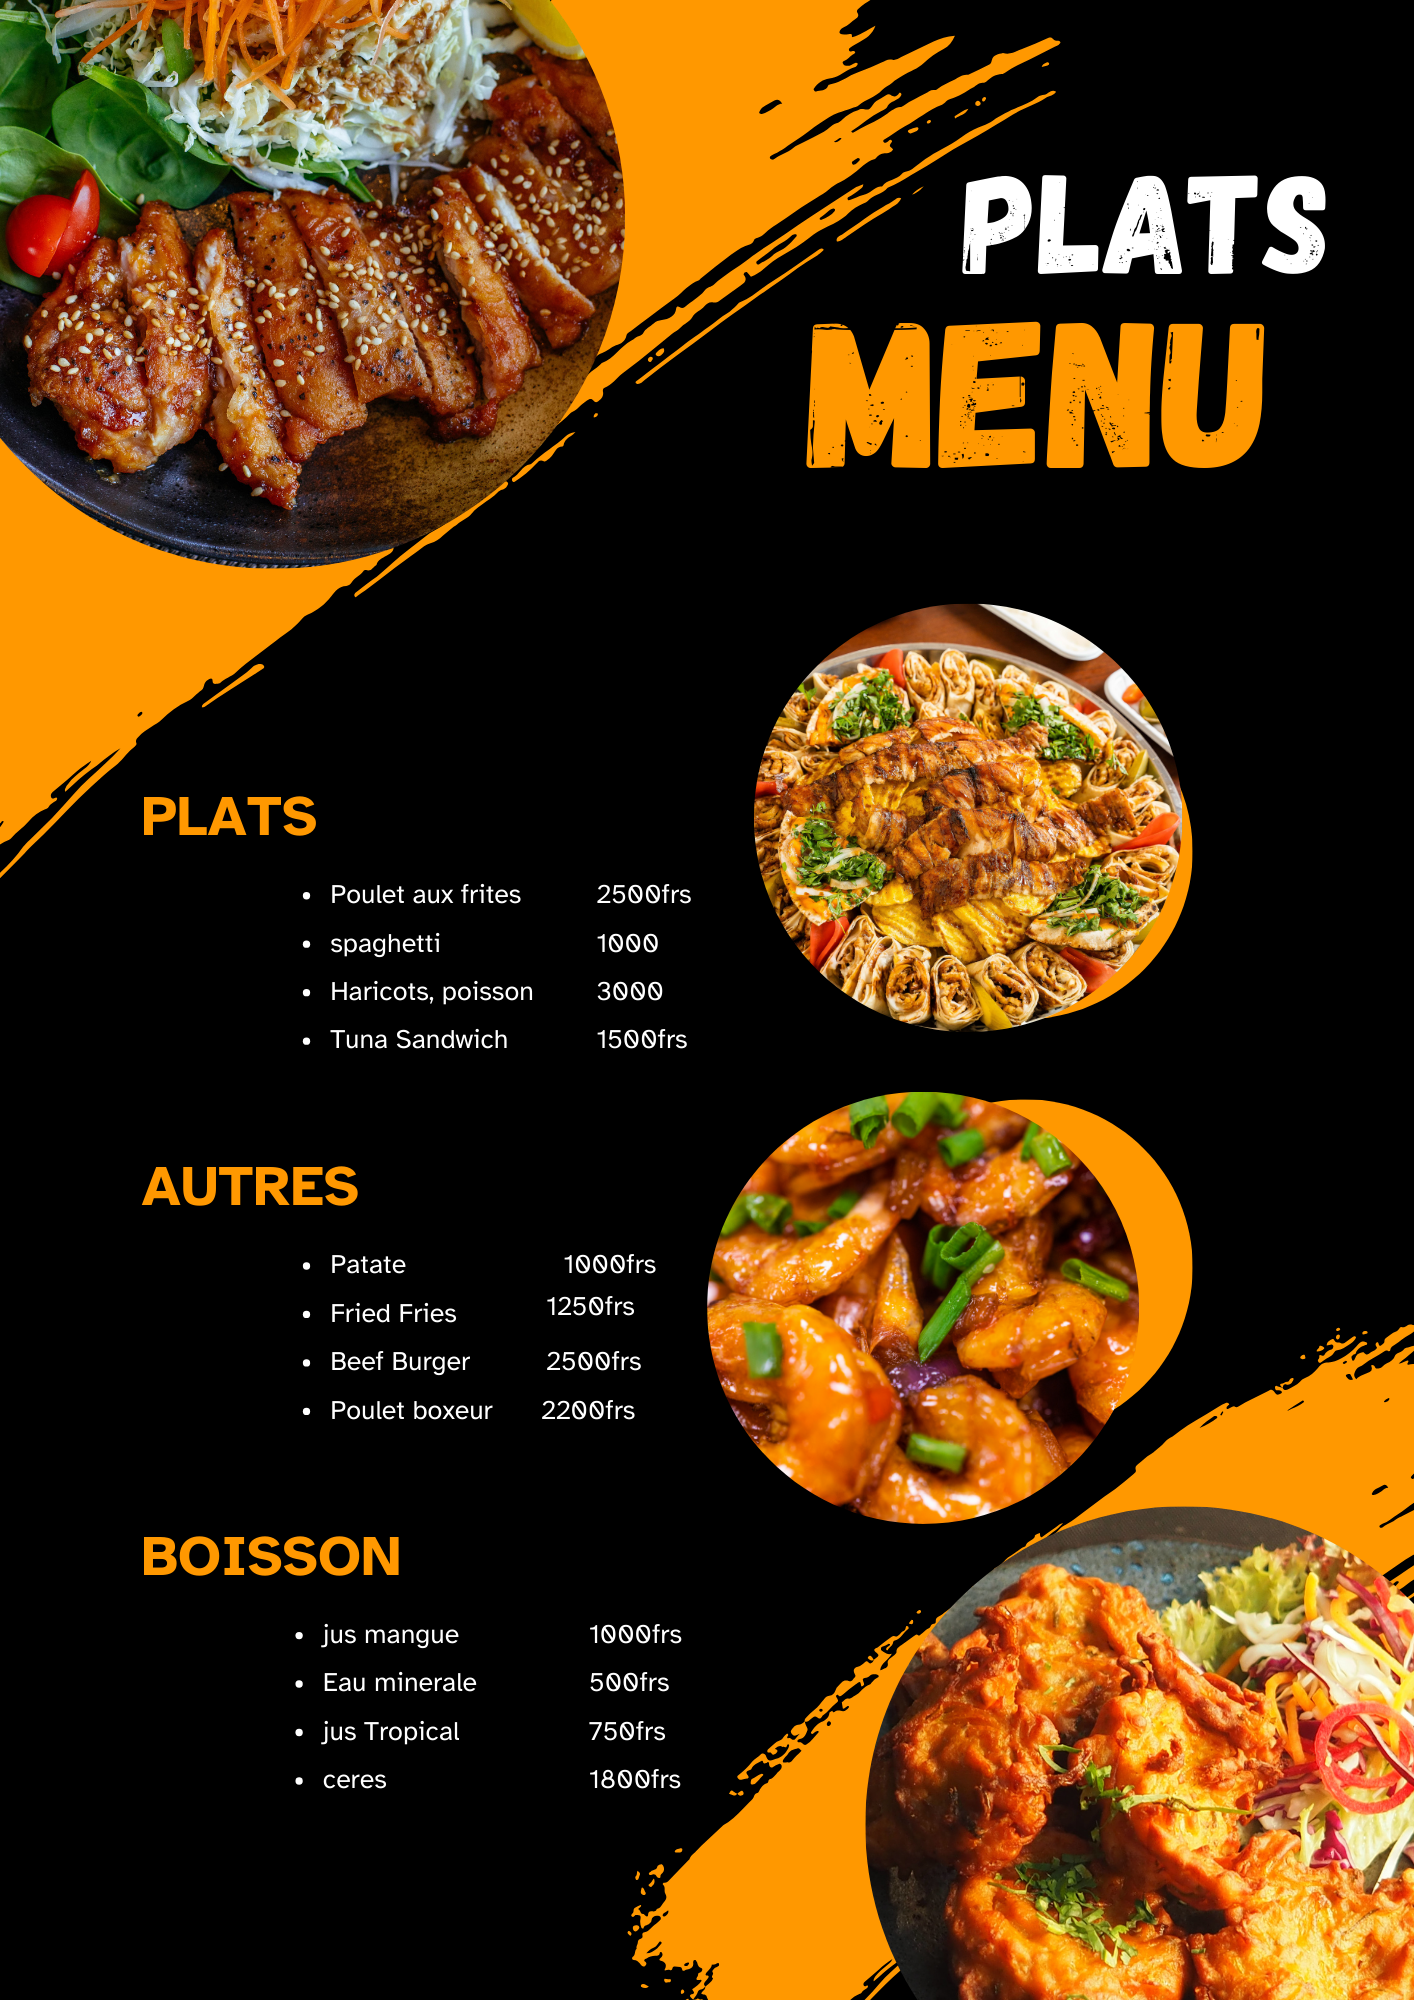 PLATS
MENU
PLATS
• Poulet aux frites 2500frs
• spaghetti 1000
• Haricots, poisson 3000
• Tuna Sandwich 1500frs
AUTRES
• Patate 1000frs
• Fried Fries 1250frs
• Beef Burger 2500frs
• Poulet boxeur 2200frs
BOISSON
• jus mangue 1000frs
• Eau minerale 500frs
• jus Tropical 750frs
• ceres 1800frs